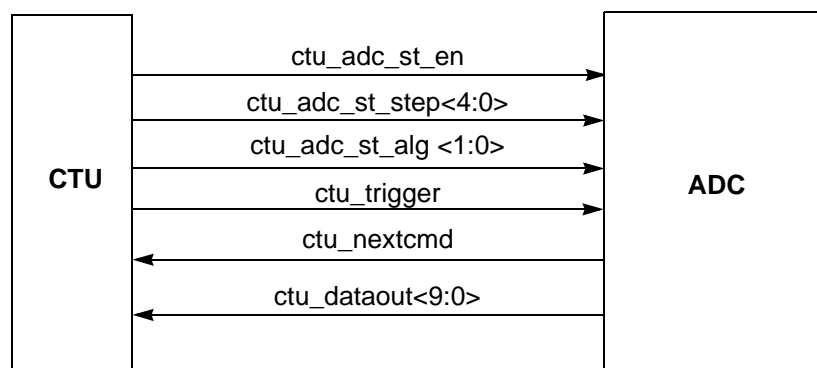 ctu_adc_st_en
ctu_adc_st_step<4:0>
ctu_adc_st_alg <1:0>
CTU
ADC
ctu_trigger
ctu_nextcmd
ctu_dataout<9:0>